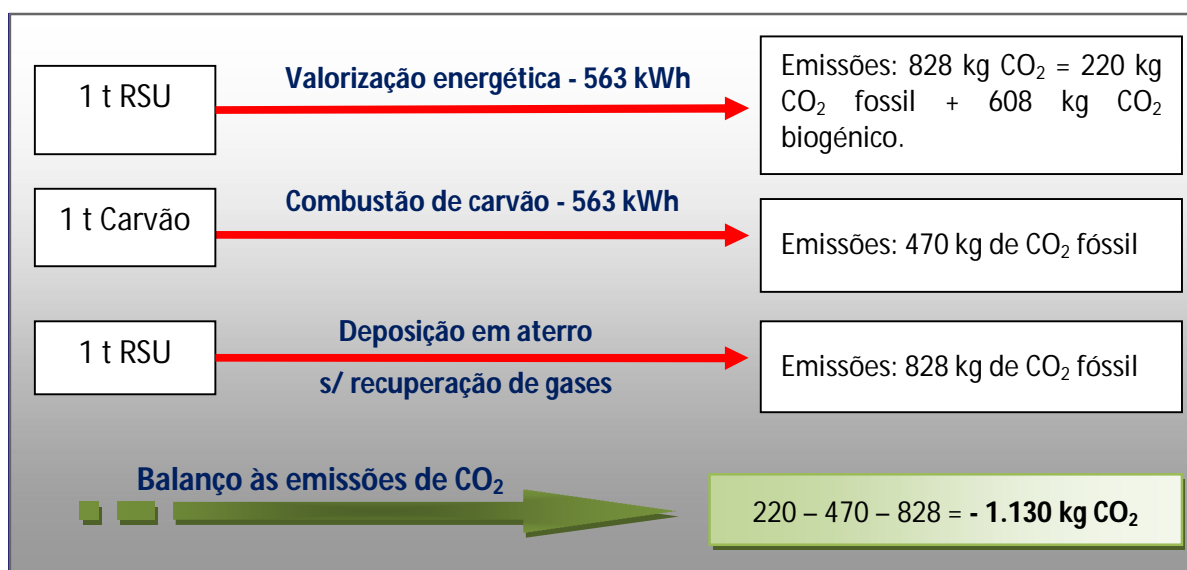 1 t RSU
Valorização energética - 563 kWh
Emissões: 828 kg CO₂ = 220 kg
CO₂ fossil + 608 kg CO₂
biogénico.
1 t Carvão
Combustão de carvão - 563 kWh
Emissões: 470 kg de CO₂ fóssil
1 t RSU
Deposição em aterro
s/ recuperação de gases
Emissões: 828 kg de CO₂ fóssil
Balanço às emissões de CO₂
220 – 470 – 828 = - 1.130 kg CO₂